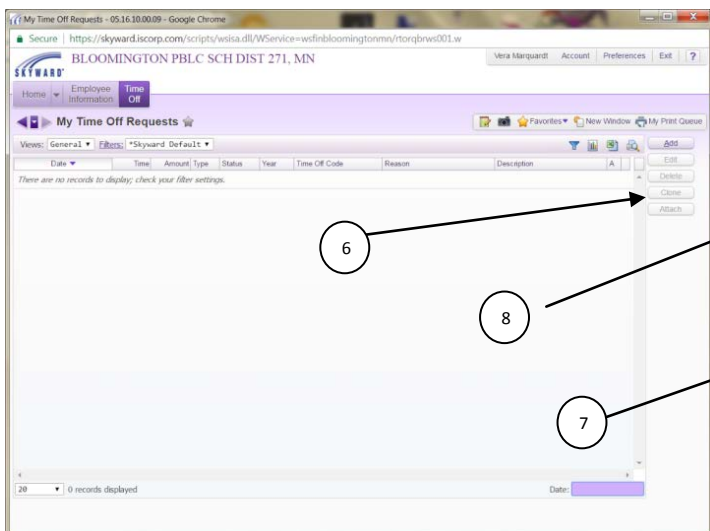 My Time Off Requests - 05.16.10.00.09 - Google Chrome
Secure | https://skyward.iscorp.com/scripts/wsisa.dll/WService=wsfinbloomingtonmn/rtorqbrws001.w
SKYWARD BLOOMINGTON PBLC SCH DIST 271, MN Vera Marquardt Account Preferences Exit ?
Home Employee Information Time Off
My Time Off Requests Favorites New Window My Print Queue
Views: General Filters: *Skyward Default Add
Date Time Amount Type Status Year Time Off Code Reason Description A Edit
There are no records to display; check your filter settings. Delete
Clone
Attach
6
8
7
20 0 records displayed Date: